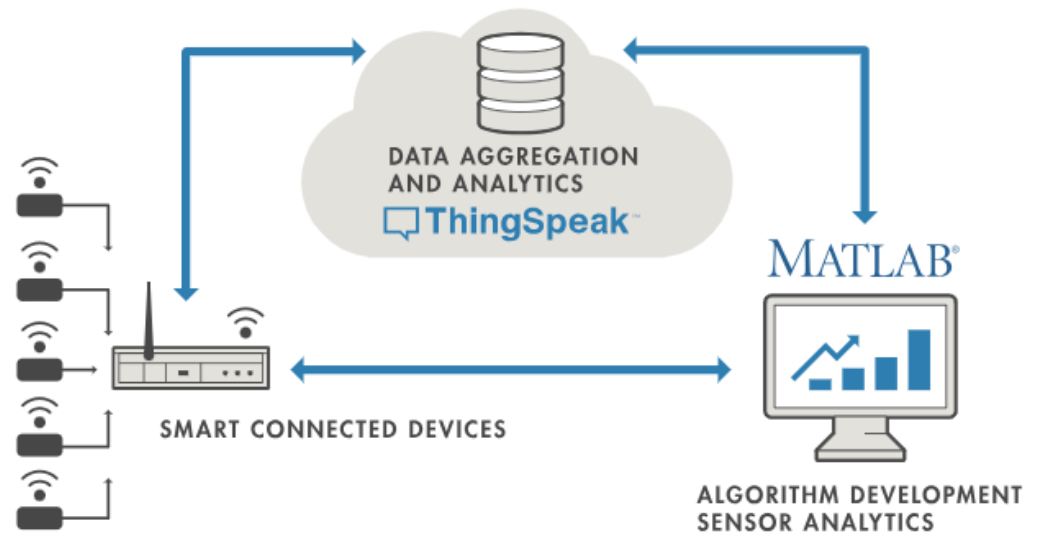 DATA AGGREGATION
AND ANALYTICS
ThingSpeak™
MATLAB®
SMART CONNECTED DEVICES
ALGORITHM DEVELOPMENT
SENSOR ANALYTICS